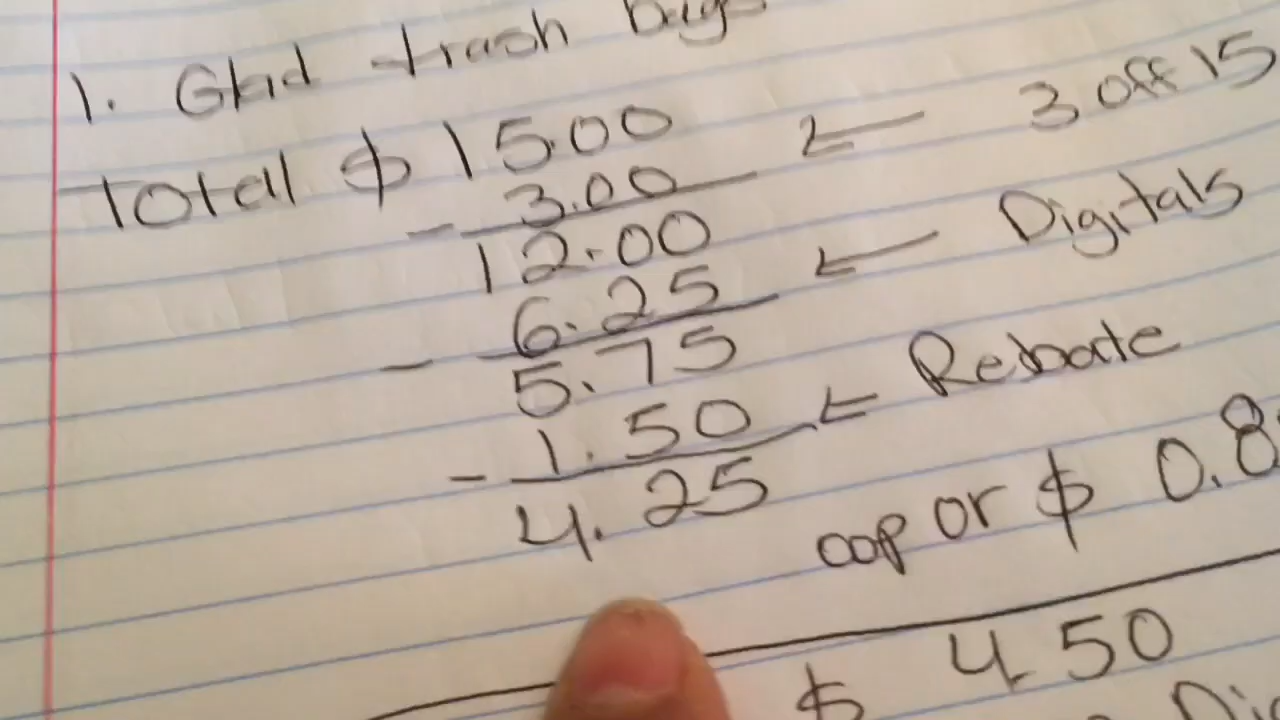 1. Glad trash bags
Total $ 15.00 ← 3 off 15
- 3.00
12.00
- 6.25 ← Digitals
5.75
- 1.50 ← Rebate
4.25
oop or $ 0.8
$ 4.50